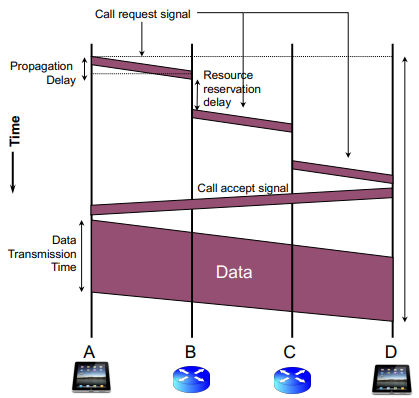 Call request signal
Propagation
Delay
Resource
reservation
delay
Time
Call accept signal
Data
Transmission
Time
Data
A
B
C
D